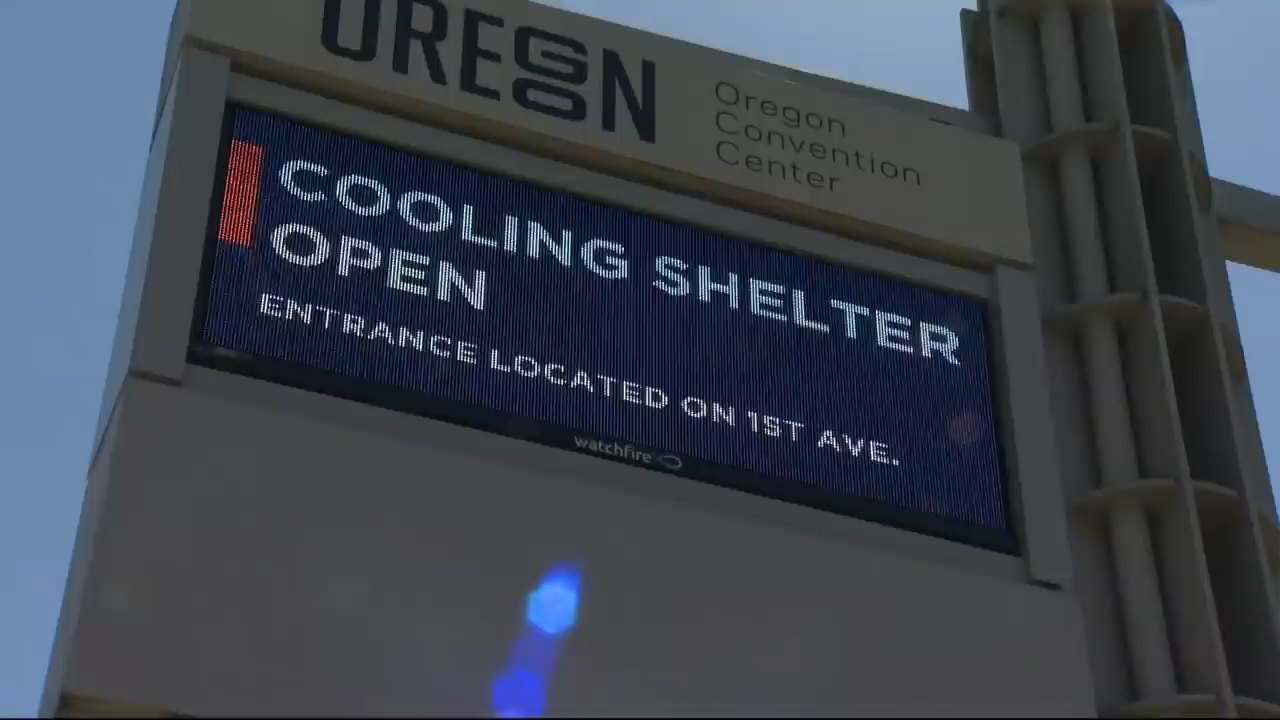 OREGON
Oregon
Convention
Center
COOLING SHELTER
OPEN
ENTRANCE LOCATED ON 1ST AVE.
watchfire